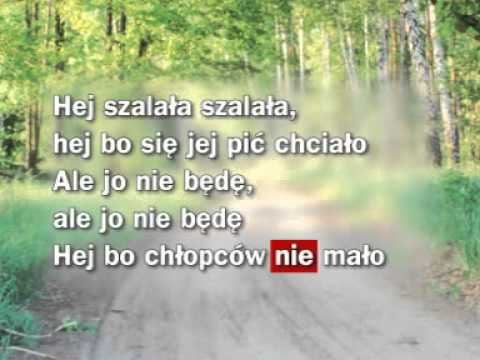 Hej szalała szalała,
hej bo się jej pić chciało
Ale jo nie będę,
ale jo nie będę
Hej bo chłopców nie mało